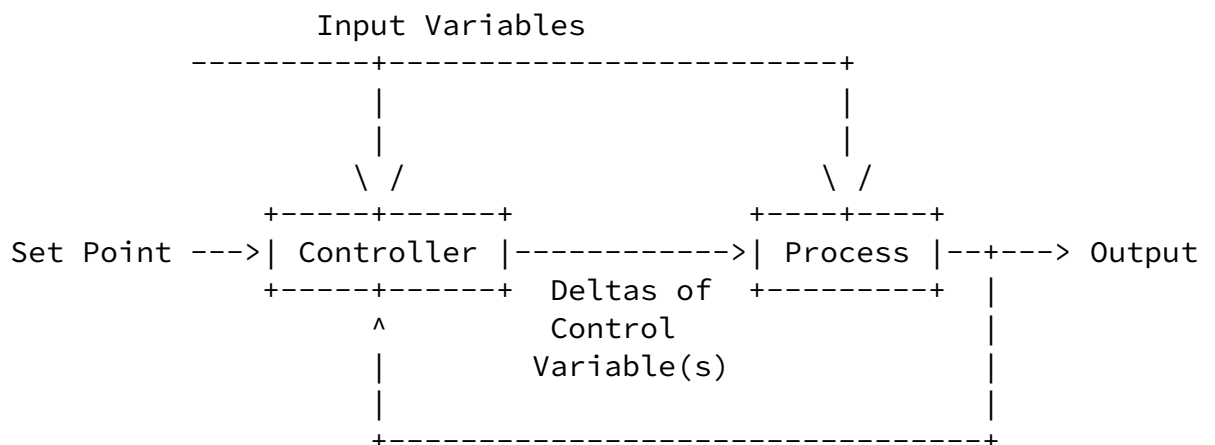 Input Variables
Set Point Controller Process Output
Deltas of
Control
Variable(s)